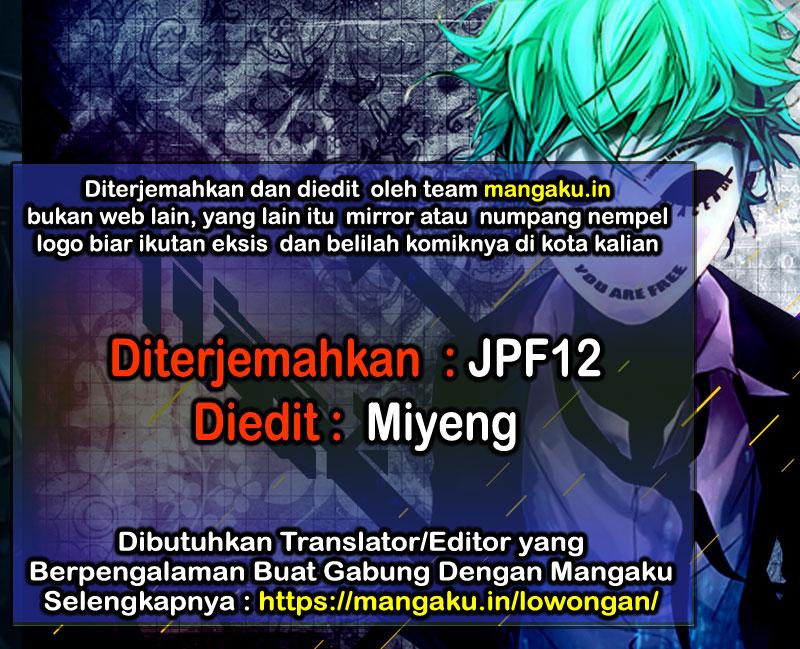 Diterjemahkan dan diedit oleh team mangaku.in
bukan web lain, yang lain itu mirror atau numpang nempel
logo biar ikutan eksis dan belilah komiknya di kota kalian
YOU ARE FREE
Diterjemahkan : JPF12
Diedit : Miyeng
Dibutuhkan Translator/Editor yang
Berpengalaman Buat Gabung Dengan Mangaku
Selengkapnya : https://mangaku.in/lowongan/